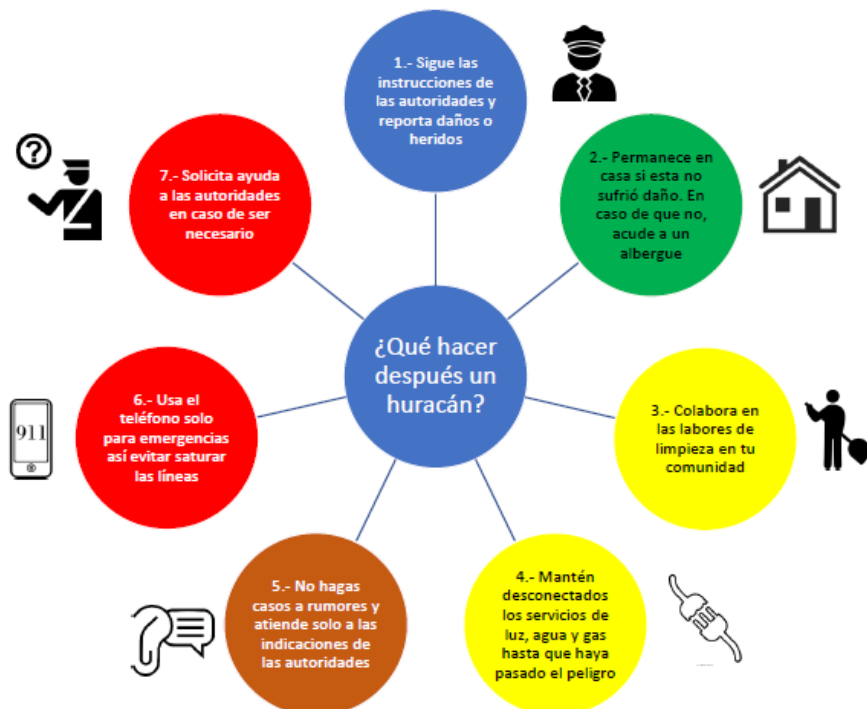 1.- Sigue las
instrucciones de
las autoridades y
reporta daños o
heridos
2.- Permanece en
casa si esta no
sufrió daño. En
caso de que no,
acude a un
albergue
3.- Colabora en
las labores de
limpieza en tu
comunidad
4.- Mantén
desconectados
los servicios de
luz, agua y gas
hasta que haya
pasado el peligro
5.- No hagas
casos a rumores y
atiende solo a las
indicaciones de
las autoridades
6.- Usa el
teléfono solo
para emergencias
así evitar saturar
las líneas
911
7.- Solicita ayuda
a las autoridades
en caso de ser
necesario
?
¿Qué hacer
después un
huracán?